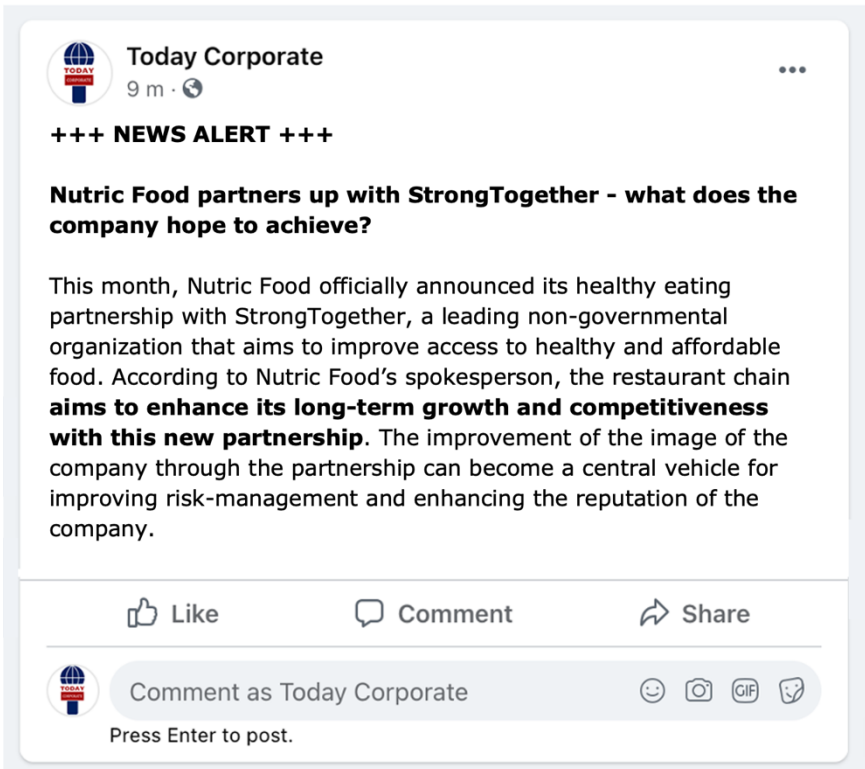 Today Corporate
9 m ·
+++ NEWS ALERT +++
Nutric Food partners up with StrongTogether - what does the
company hope to achieve?
This month, Nutric Food officially announced its healthy eating
partnership with StrongTogether, a leading non-governmental
organization that aims to improve access to healthy and affordable
food. According to Nutric Food’s spokesperson, the restaurant chain
aims to enhance its long-term growth and competitiveness
with this new partnership. The improvement of the image of the
company through the partnership can become a central vehicle for
improving risk-management and enhancing the reputation of the
company.
Like Comment Share
TODAY
CORPORATE
Comment as Today Corporate GIF
Press Enter to post.